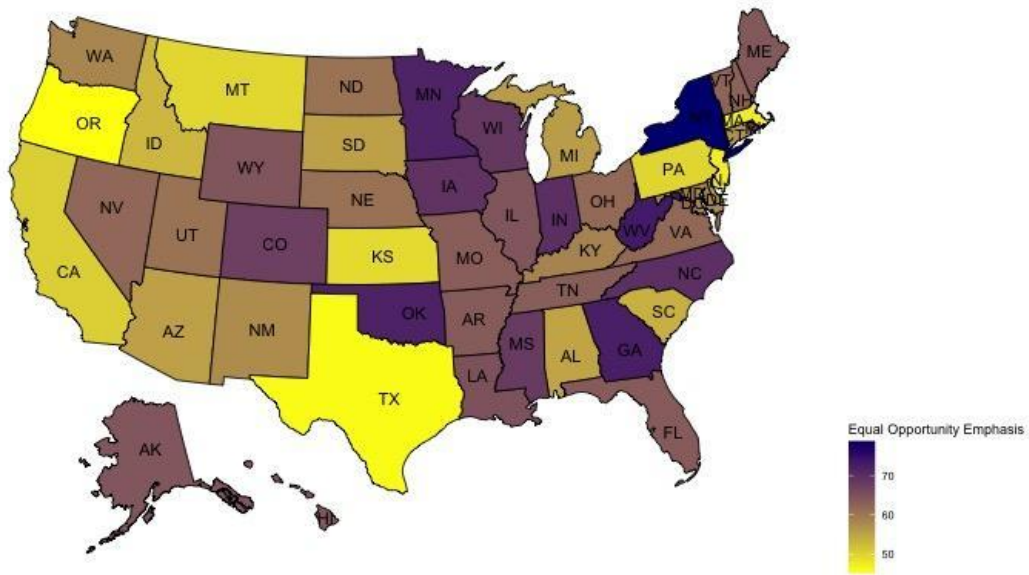 ME
WA
VT
ND
MT
MN
NH
OR
MA
WI
ID
SD
CT
MI
WY
PA
IA
NE
OH
DE
NV
IL
IN
UT
WV
CO
VA
KS
MO
KY
CA
NC
TN
OK
AZ
NM
AR
SC
MS
AL
GA
LA
TX
FL
AK
HI
Equal Opportunity Emphasis
70
60
50